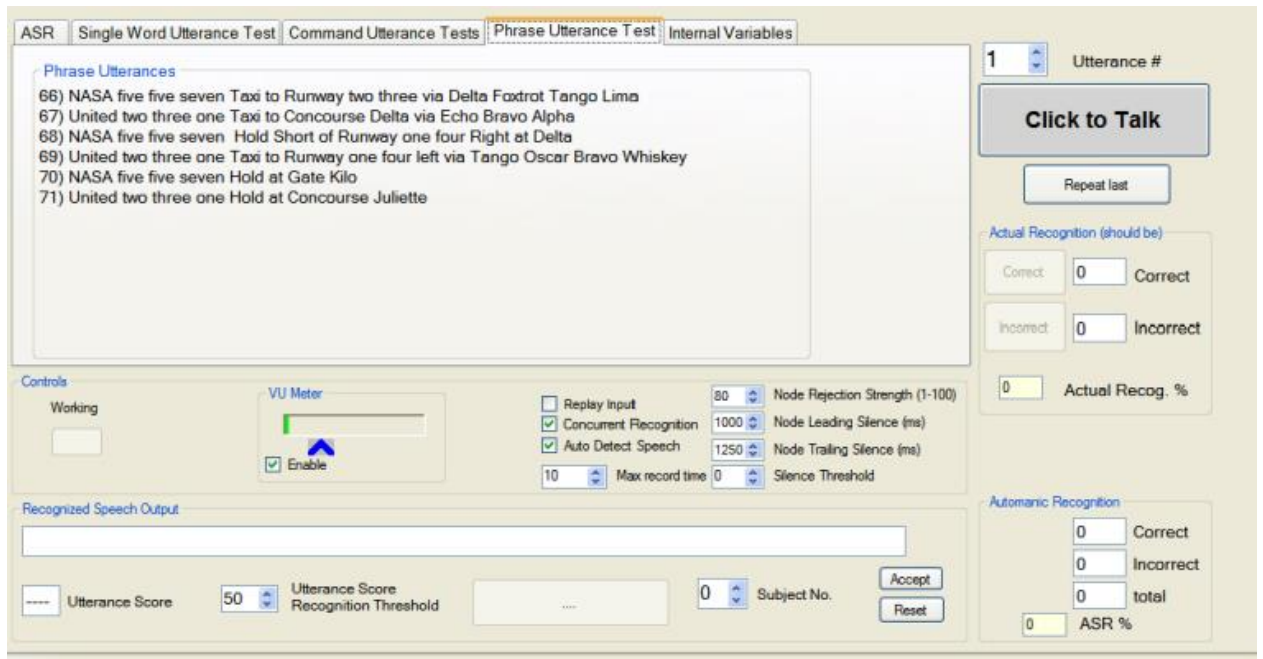 ASR Single Word Utterance Test Command Utterance Tests Phrase Utterance Test Internal Variables
Phrase Utterances
66) NASA five five seven Taxi to Runway two three via Delta Foxtrot Tango Lima
67) United two three one Taxi to Concourse Delta via Echo Bravo Alpha
68) NASA five five seven Hold Short of Runway one four Right at Delta
69) United two three one Taxi to Runway one four left via Tango Oscar Bravo Whiskey
70) NASA five five seven Hold at Gate Kilo
71) United two three one Hold at Concourse Juliette
1 Utterance #
Click to Talk
Repeat last
Actual Recognition (should be)
Correct 0 Correct
Incorrect 0 Incorrect
0 Actual Recog. %
Controls
Working
VU Meter
Enable
Replay Input
Concurrent Recognition
Auto Detect Speech
10 Max record time
80 Node Rejection Strength (1-100)
1000 Node Leading Silence (ms)
1250 Node Trailing Silence (ms)
0 Silence Threshold
Recognized Speech Output
---- Utterance Score
50 Utterance Score
Recognition Threshold
....
0 Subject No.
Accept
Reset
Automanic Recognition
0 Correct
0 Incorrect
0 total
0 ASR %